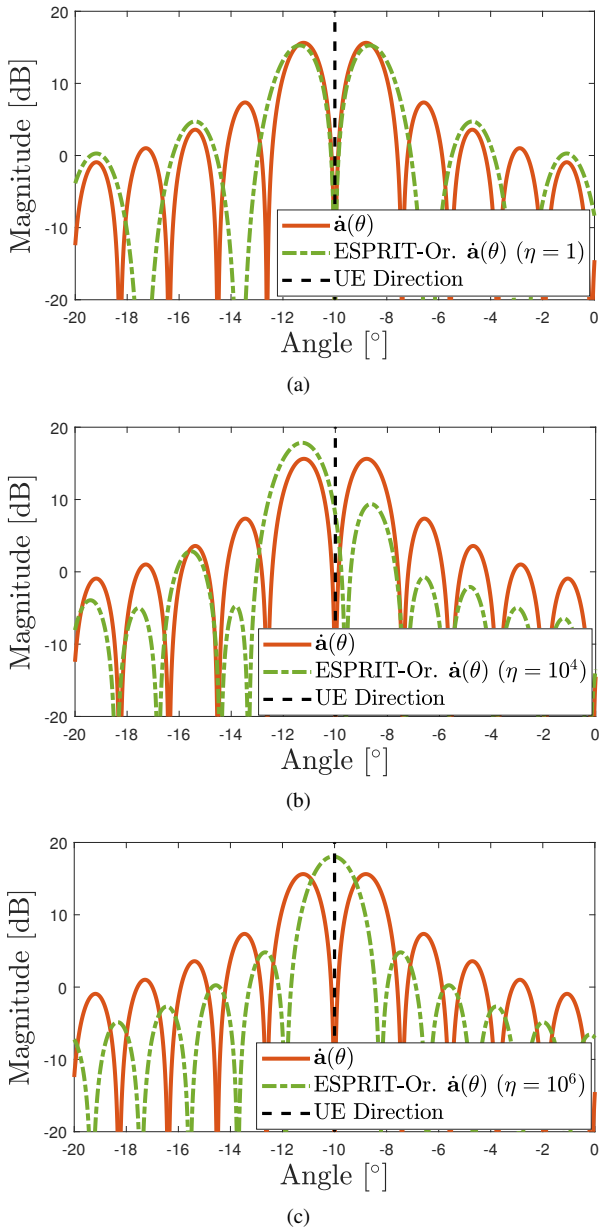 20
10
0
-10
20
Magnitude [dB]
ȧ(θ)
ESPRIT-Or. ȧ(θ) (η = 1)
UE Direction
-20 -18 -16 -14 -12 -10 -8 -6 -4 -2 0
Angle [°]
(a)
20
10
0
-10
20
Magnitude [dB]
ȧ(θ)
ESPRIT-Or. ȧ(θ) (η = 10⁴)
UE Direction
-20 -18 -16 -14 -12 -10 -8 -6 -4 -2 0
Angle [°]
(b)
20
10
0
-10
20
Magnitude [dB]
ȧ(θ)
ESPRIT-Or. ȧ(θ) (η = 10⁶)
UE Direction
-20 -18 -16 -14 -12 -10 -8 -6 -4 -2 0
Angle [°]
(c)